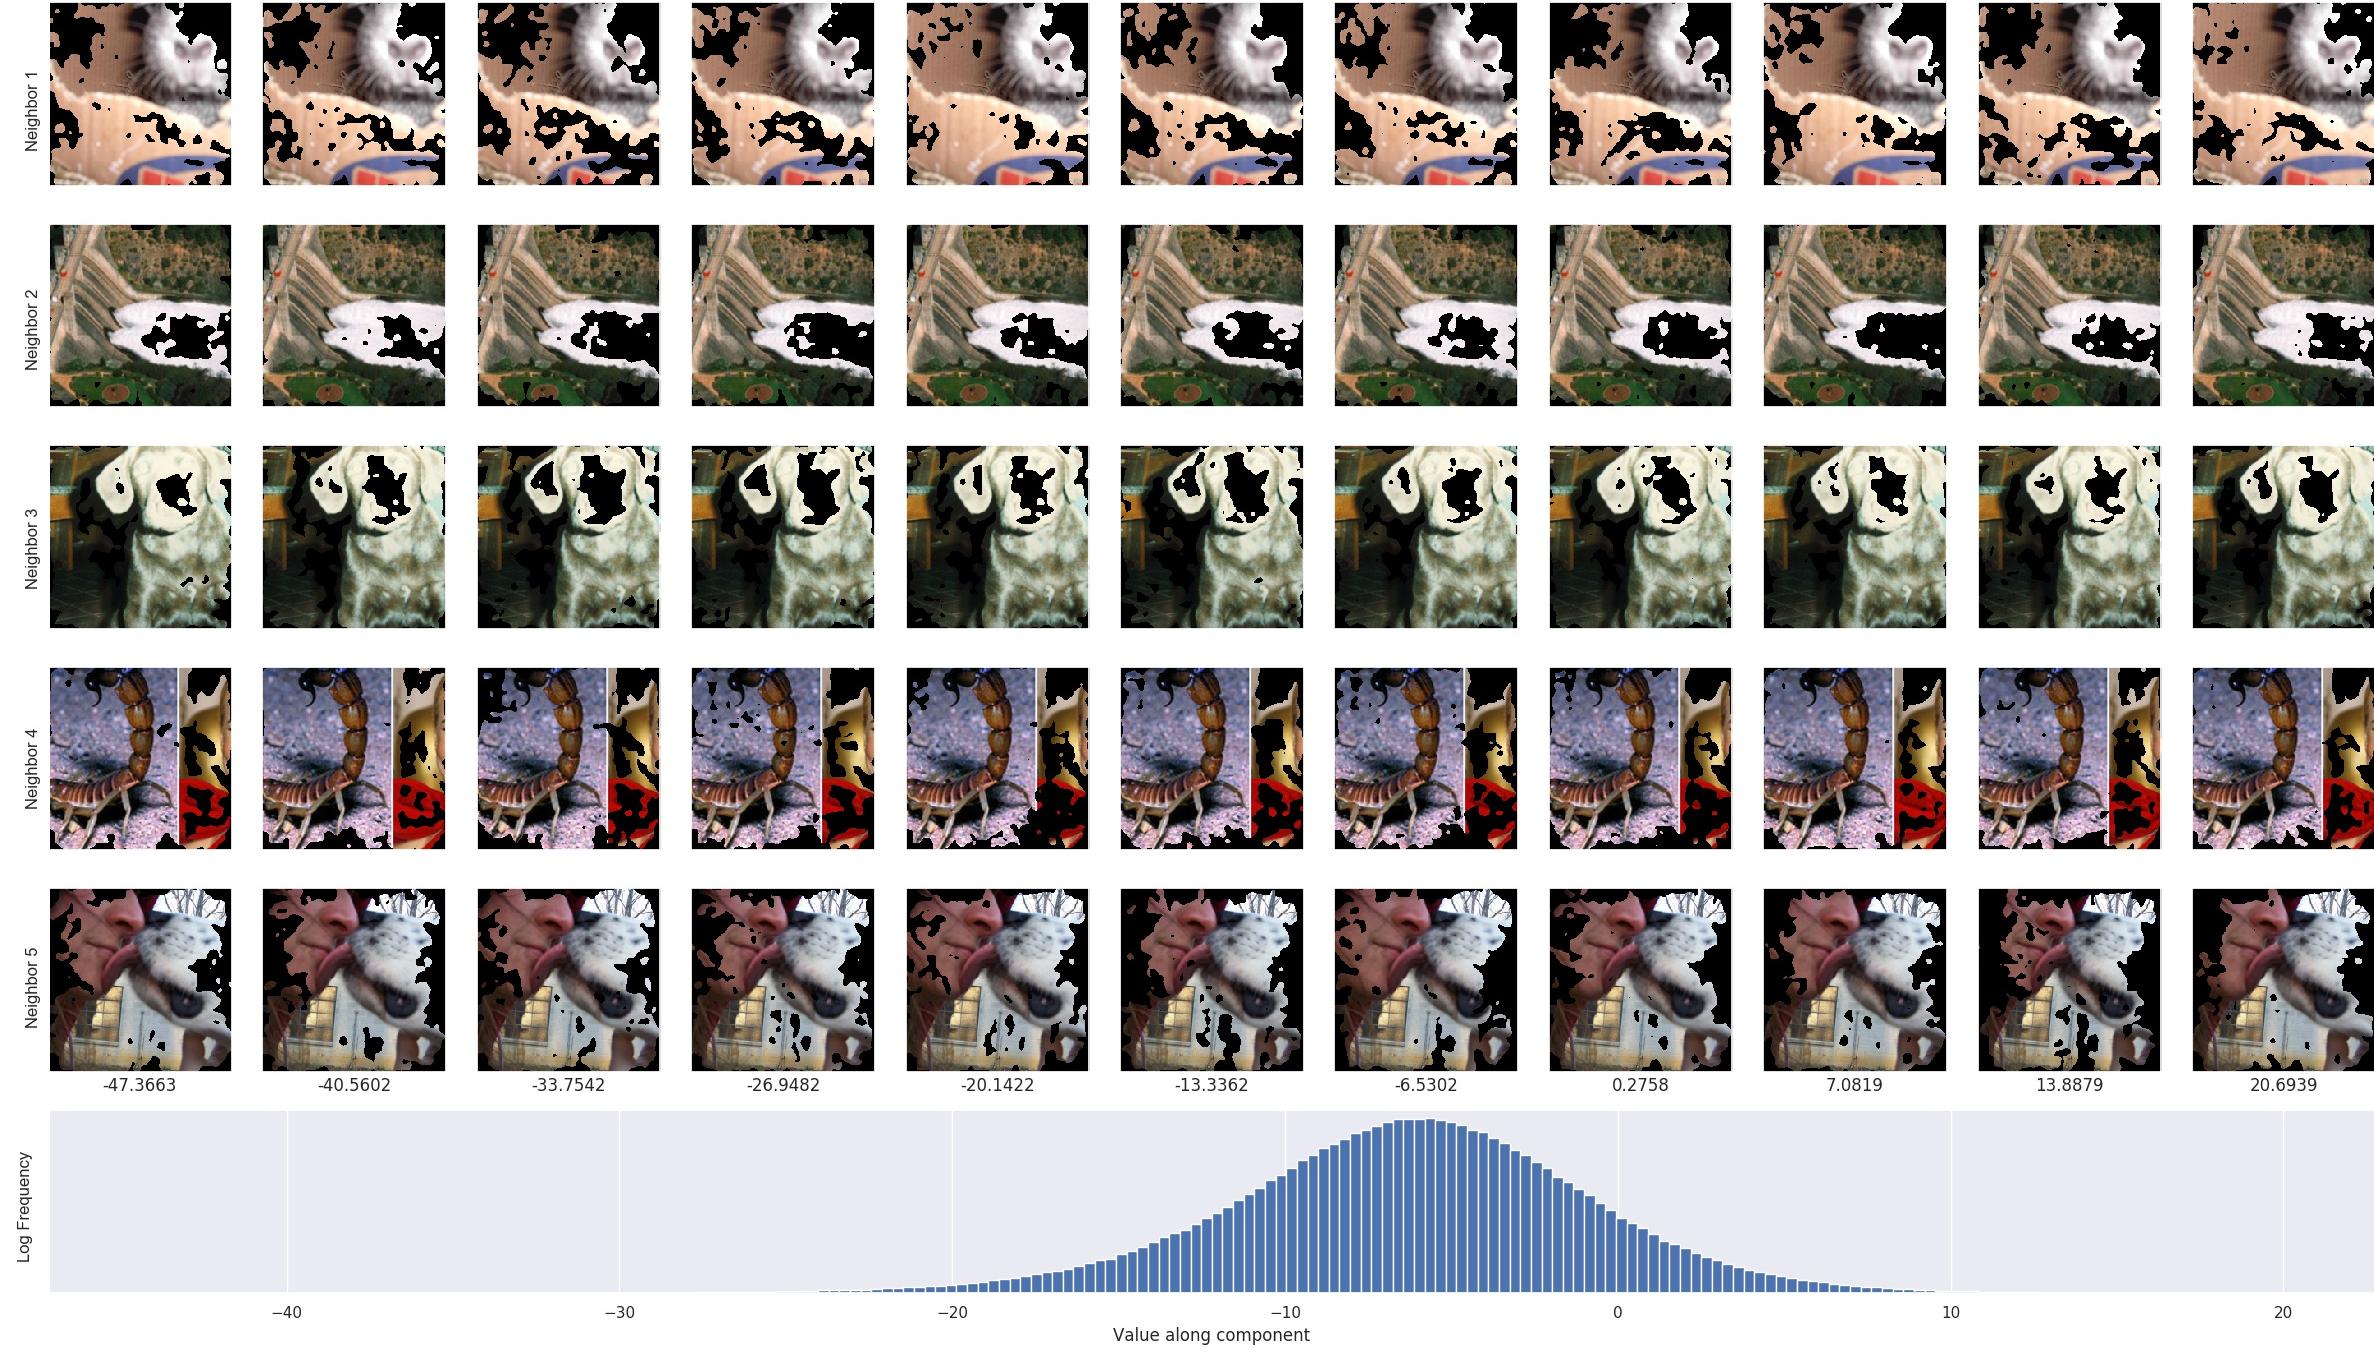 Neighbor 1
Neighbor 2
Neighbor 3
Neighbor 4
Neighbor 5
-47.3663 -40.5602 -33.7542 -26.9482 -20.1422 -13.3362 -6.5302 0.2758 7.0819 13.8879 20.6939
Log Frequency
−40 −30 −20 −10 0 10 20
Value along component